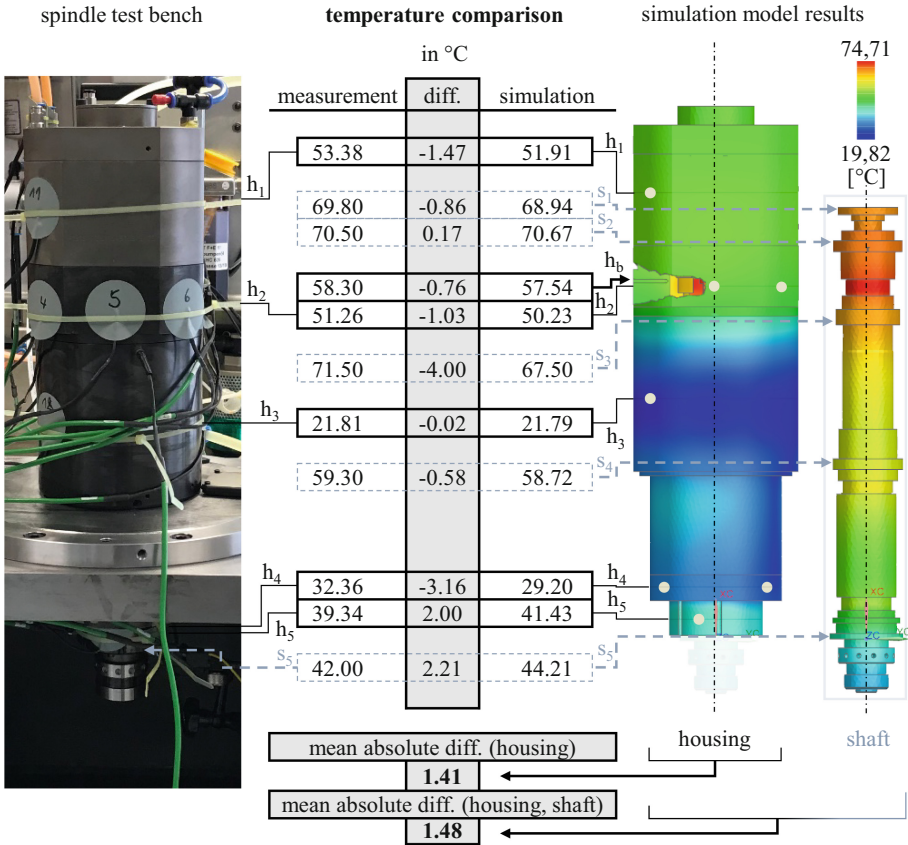 spindle test bench temperature comparison simulation model results
in °C
74,71
measurement diff. simulation
19,82
[°C]
h1 53.38 -1.47 51.91 h1
69.80 -0.86 68.94 s1
70.50 0.17 70.67 s2
58.30 -0.76 57.54 hb
h2 51.26 -1.03 50.23 h2
71.50 -4.00 67.50 s3
h3 21.81 -0.02 21.79 h3
59.30 -0.58 58.72 s4
h4 32.36 -3.16 29.20 h4
h5 39.34 2.00 41.43 h5
s5 42.00 2.21 44.21 s5
11
4 5 6
18
XC
YC
XC
ZC YC
mean absolute diff. (housing) housing shaft
1.41
mean absolute diff. (housing, shaft)
1.48